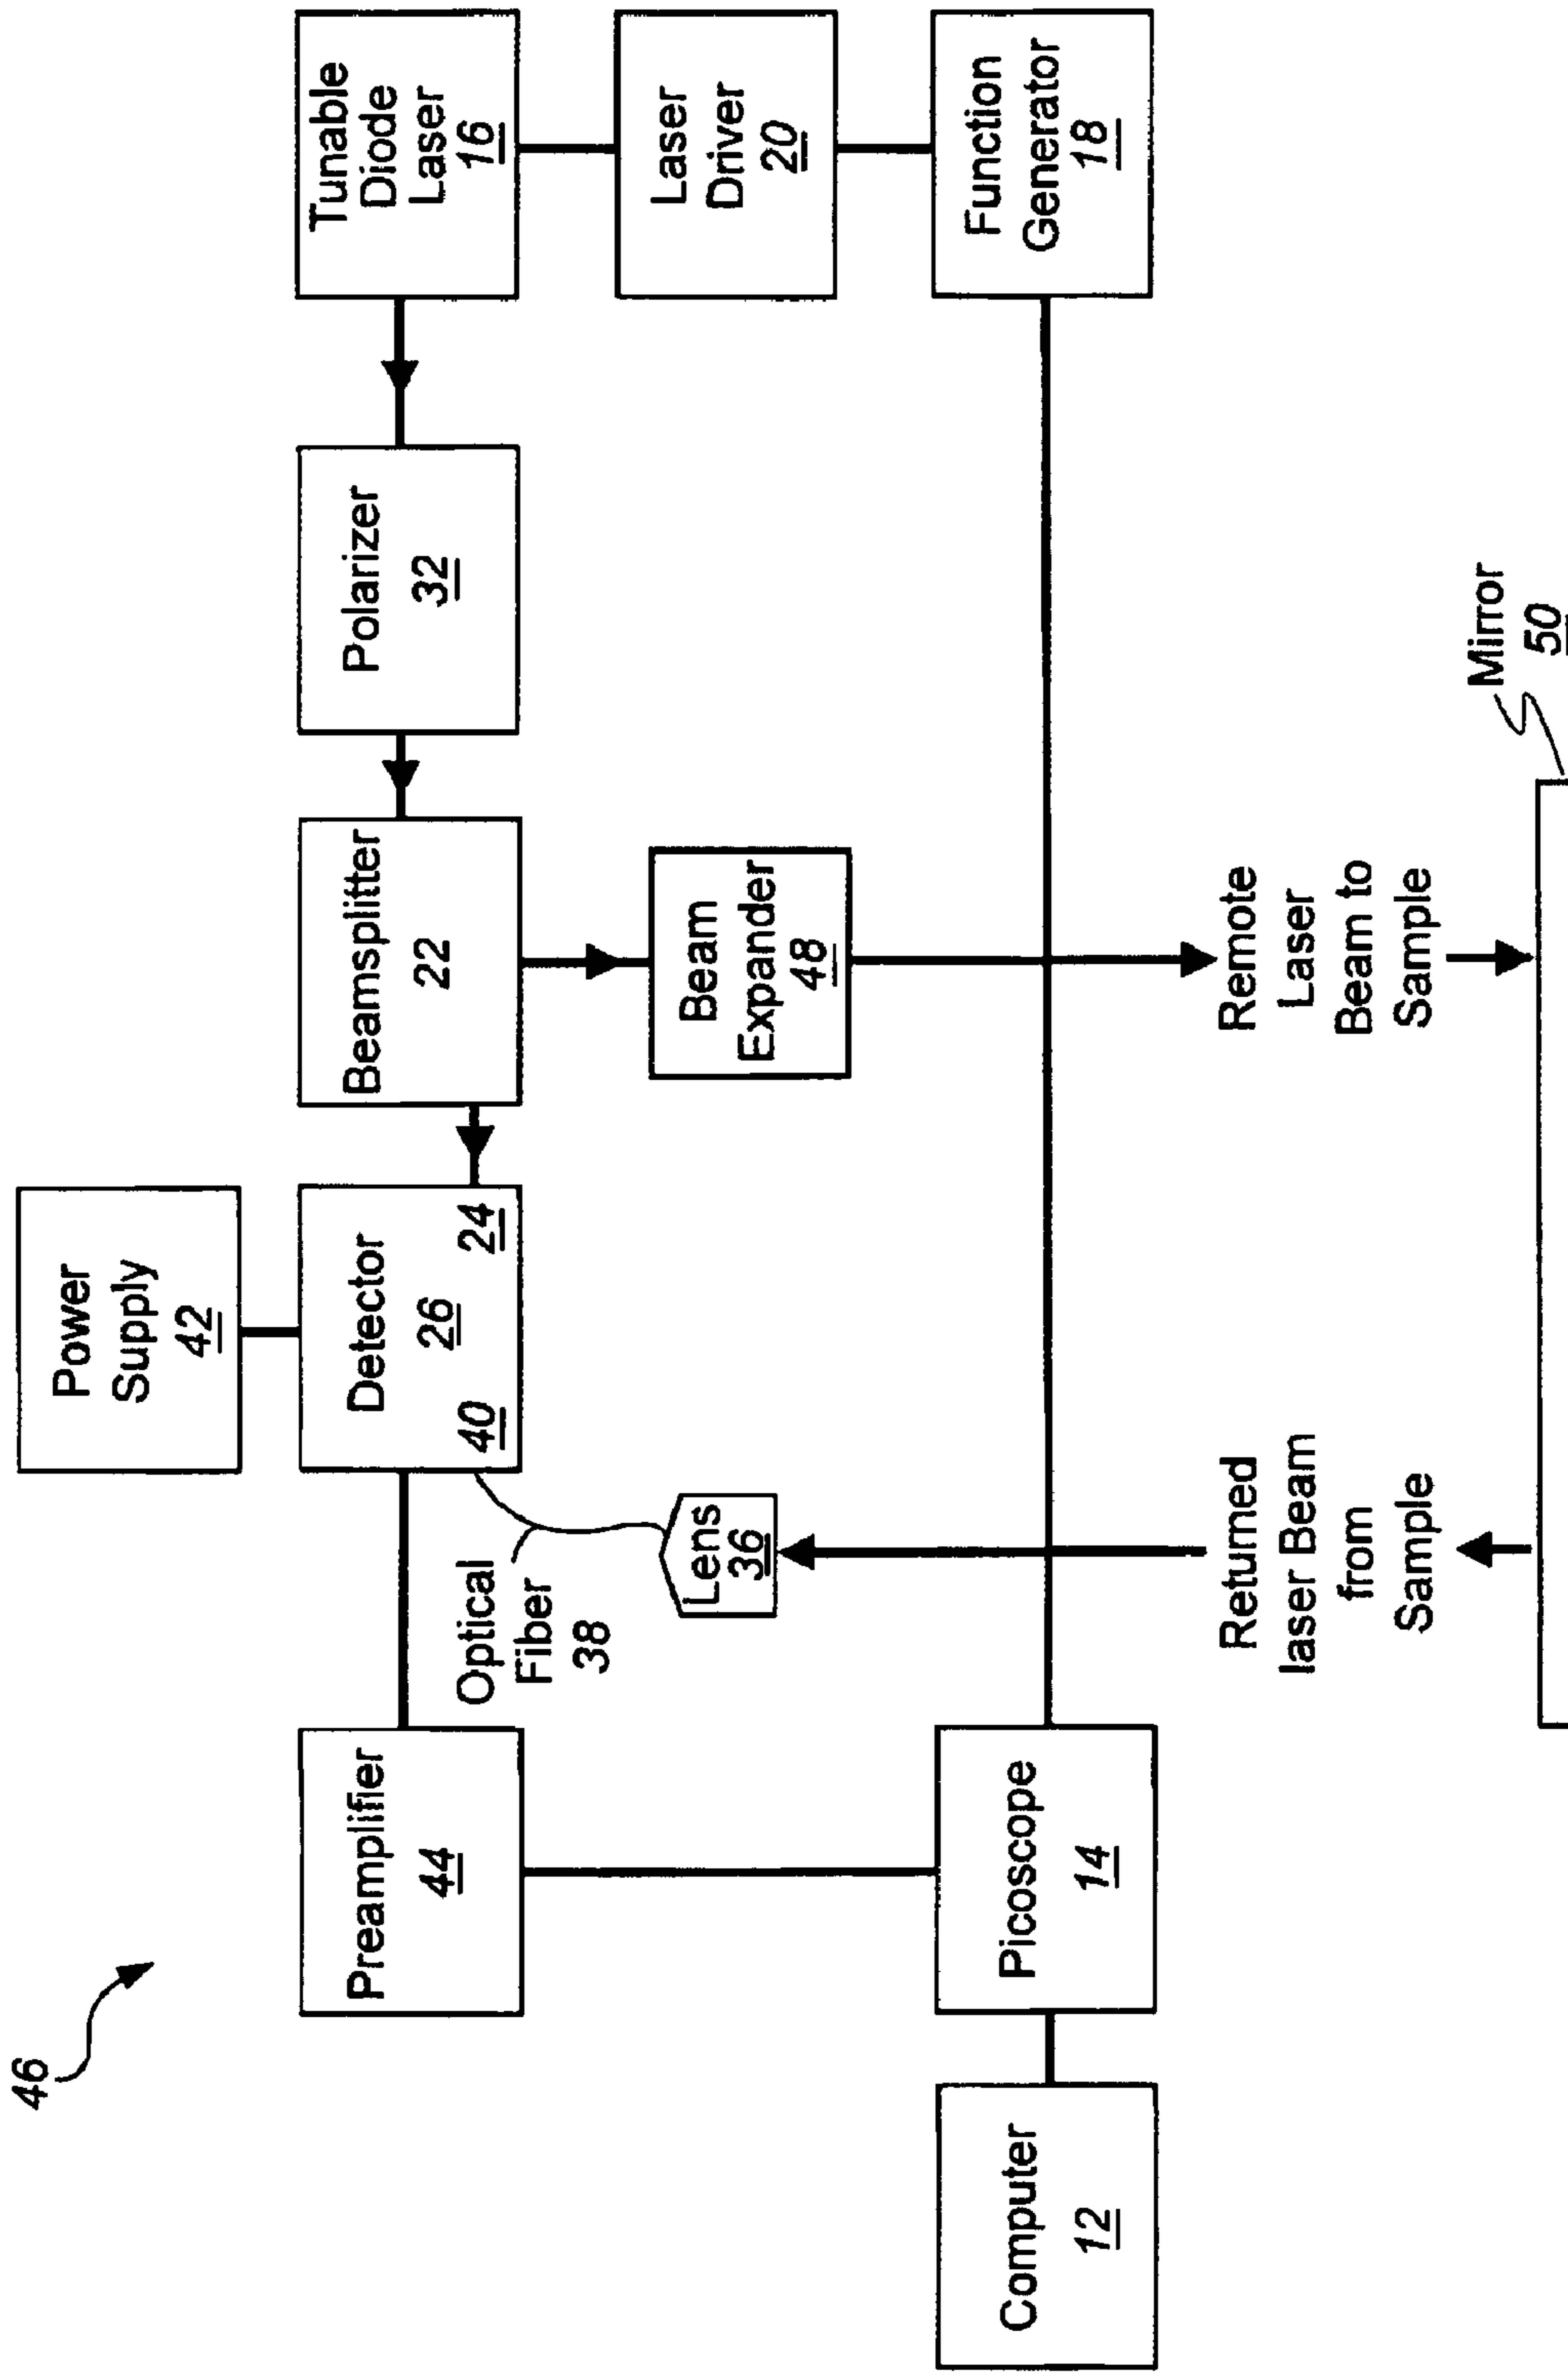 46
Power
Supply
42
Preamplifier
44
Detector
26
40
24
Beamsplitter
22
Polarizer
32
Tunable
Diode
Laser
16
Optical
Fiber
38
Lens
36
Beam
Expander
48
Laser
Driver
20
Computer
12
Picoscope
14
Function
Generator
18
Returned
laser Beam
from
Sample
Remote
Laser
Beam to
Sample
Mirror
50